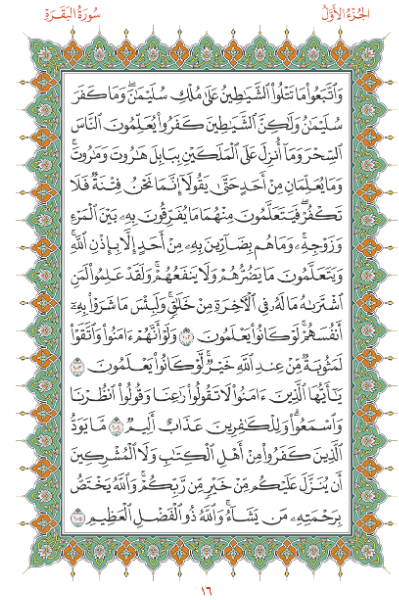 الجُزْءُ الأَوَّلُ
سُورَةُ البَقَرَةِ
وَٱتَّبَعُوا۟ مَا تَتْلُوا۟ ٱلشَّيَٰطِينُ عَلَىٰ مُلْكِ سُلَيْمَٰنَ ۖ وَمَا كَفَرَ
سُلَيْمَٰنُ وَلَٰكِنَّ ٱلشَّيَٰطِينَ كَفَرُوا۟ يُعَلِّمُونَ ٱلنَّاسَ
ٱلسِّحْرَ وَمَآ أُنزِلَ عَلَى ٱلْمَلَكَيْنِ بِبَابِلَ هَٰرُوتَ وَمَٰرُوتَ ۚ
وَمَا يُعَلِّمَانِ مِنْ أَحَدٍ حَتَّىٰ يَقُولَآ إِنَّمَا نَحْنُ فِتْنَةٌ فَلَا
تَكْفُرْ ۖ فَيَتَعَلَّمُونَ مِنْهُمَا مَا يُفَرِّقُونَ بِهِۦ بَيْنَ ٱلْمَرْءِ
وَزَوْجِهِۦ ۚ وَمَا هُم بِضَآرِّينَ بِهِۦ مِنْ أَحَدٍ إِلَّا بِإِذْنِ ٱللَّهِ ۚ
وَيَتَعَلَّمُونَ مَا يَضُرُّهُمْ وَلَا يَنفَعُهُمْ ۚ وَلَقَدْ عَلِمُوا۟ لَمَنِ
ٱشْتَرَىٰهُ مَا لَهُۥ فِى ٱلْءَاخِرَةِ مِنْ خَلَٰقٍ ۚ وَلَبِئْسَ مَا شَرَوْا۟ بِهِۦٓ
أَنفُسَهُمْ ۚ لَوْ كَانُوا۟ يَعْلَمُونَ ١٠٢ وَلَوْ أَنَّهُمْ ءَامَنُوا۟ وَٱتَّقَوْا۟
لَمَثُوبَةٌ مِّنْ عِندِ ٱللَّهِ خَيْرٌ ۖ لَّوْ كَانُوا۟ يَعْلَمُونَ ١٠٣
يَٰٓأَيُّهَا ٱلَّذِينَ ءَامَنُوا۟ لَا تَقُولُوا۟ رَٰعِنَا وَقُولُوا۟ ٱنظُرْنَا
وَٱسْمَعُوا۟ ۗ وَلِلْكَٰفِرِينَ عَذَابٌ أَلِيمٌ ١٠٤ مَّا يَوَدُّ
ٱلَّذِينَ كَفَرُوا۟ مِنْ أَهْلِ ٱلْكِتَٰبِ وَلَا ٱلْمُشْرِكِينَ
أَن يُنَزَّلَ عَلَيْكُم مِّنْ خَيْرٍ مِّن رَّبِّكُمْ ۗ وَٱللَّهُ يَخْتَصُّ
بِرَحْمَتِهِۦ مَن يَشَآءُ ۚ وَٱللَّهُ ذُو ٱلْفَضْلِ ٱلْعَظِيمِ ١٠٥
١٦